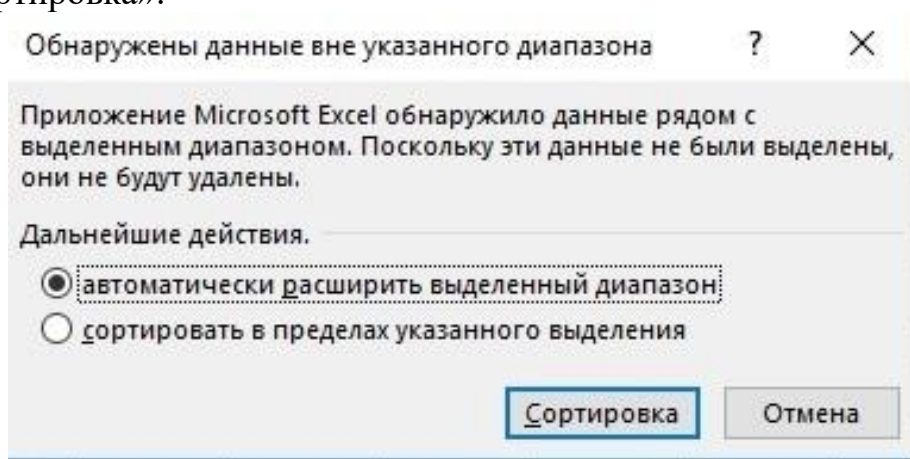 Обнаружены данные вне указанного диапазона ? ×
Приложение Microsoft Excel обнаружило данные рядом с
выделенным диапазоном. Поскольку эти данные не были выделены,
они не будут удалены.
Дальнейшие действия.
автоматически расширить выделенный диапазон
сортировать в пределах указанного выделения
Сортировка Отмена